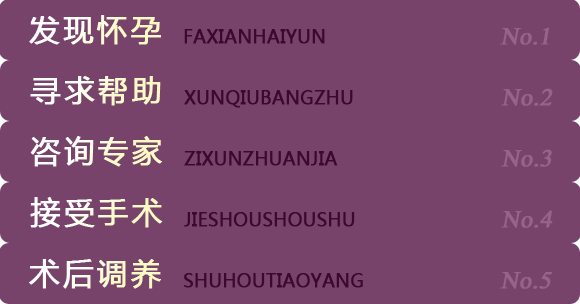 发现怀孕 FAXIANHAIYUN No.1
寻求帮助 XUNQIUBANGZHU No.2
咨询专家 ZIXUNZHUANJIA No.3
接受手术 JIESHOUSHOUSHU No.4
术后调养 SHUHOUTIAOYANG No.5